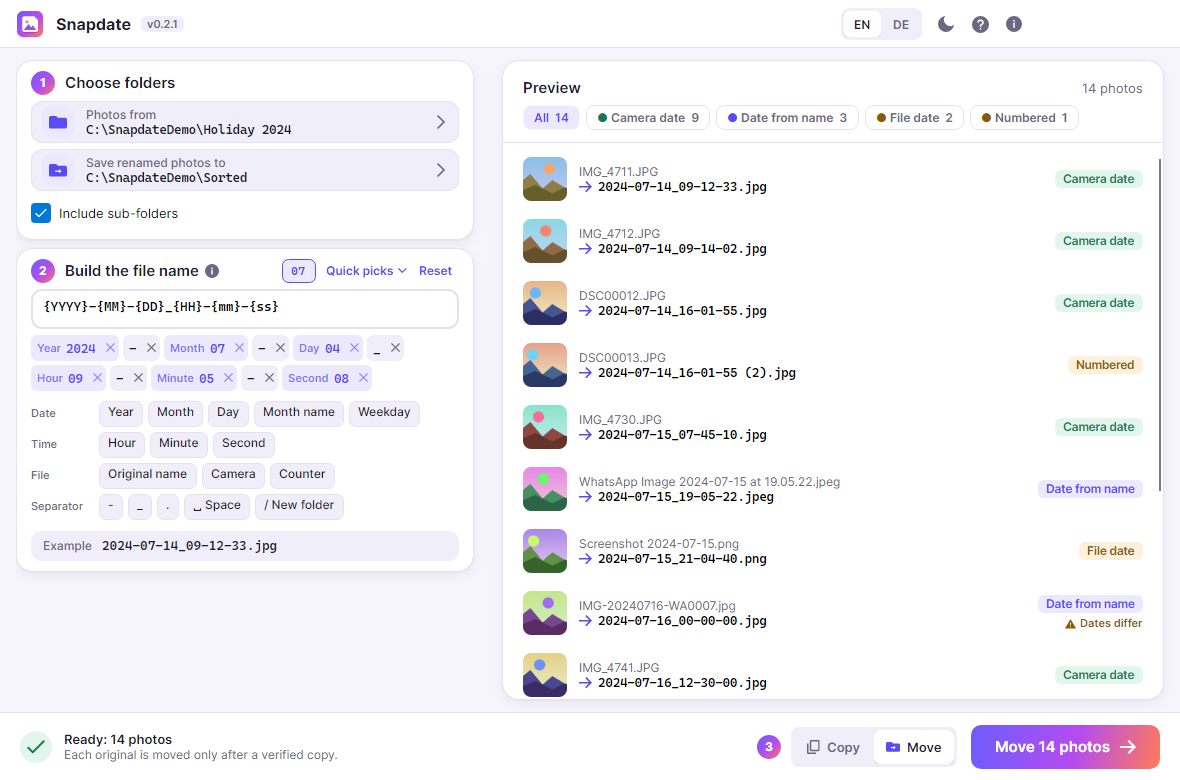 Snapdate v0.2.1
EN DE
1 Choose folders
Photos from
C:\SnapdateDemo\Holiday 2024
Save renamed photos to
C:\SnapdateDemo\Sorted
Include sub-folders
2 Build the file name 07 Quick picks Reset
{YYYY}-{MM}-{DD}_{HH}-{mm}-{ss}
Year 2024 × - × Month 07 × - × Day 04 × _ ×
Hour 09 × - × Minute 05 × - × Second 08 ×
Date Year Month Day Month name Weekday
Time Hour Minute Second
File Original name Camera Counter
Separator - _ . ␣ Space / New folder
Example 2024-07-14_09-12-33.jpg
Preview 14 photos
All 14 Camera date 9 Date from name 3 File date 2 Numbered 1
IMG_4711.JPG
→ 2024-07-14_09-12-33.jpg Camera date
IMG_4712.JPG
→ 2024-07-14_09-14-02.jpg Camera date
DSC00012.JPG
→ 2024-07-14_16-01-55.jpg Camera date
DSC00013.JPG
→ 2024-07-14_16-01-55 (2).jpg Numbered
IMG_4730.JPG
→ 2024-07-15_07-45-10.jpg Camera date
WhatsApp Image 2024-07-15 at 19.05.22.jpeg
→ 2024-07-15_19-05-22.jpeg Date from name
Screenshot 2024-07-15.png
→ 2024-07-15_21-04-40.png File date
IMG-20240716-WA0007.jpg Date from name
→ 2024-07-16_00-00-00.jpg Dates differ
IMG_4741.JPG
→ 2024-07-16_12-30-00.jpg Camera date
Ready: 14 photos
Each original is moved only after a verified copy.
3 Copy Move Move 14 photos →